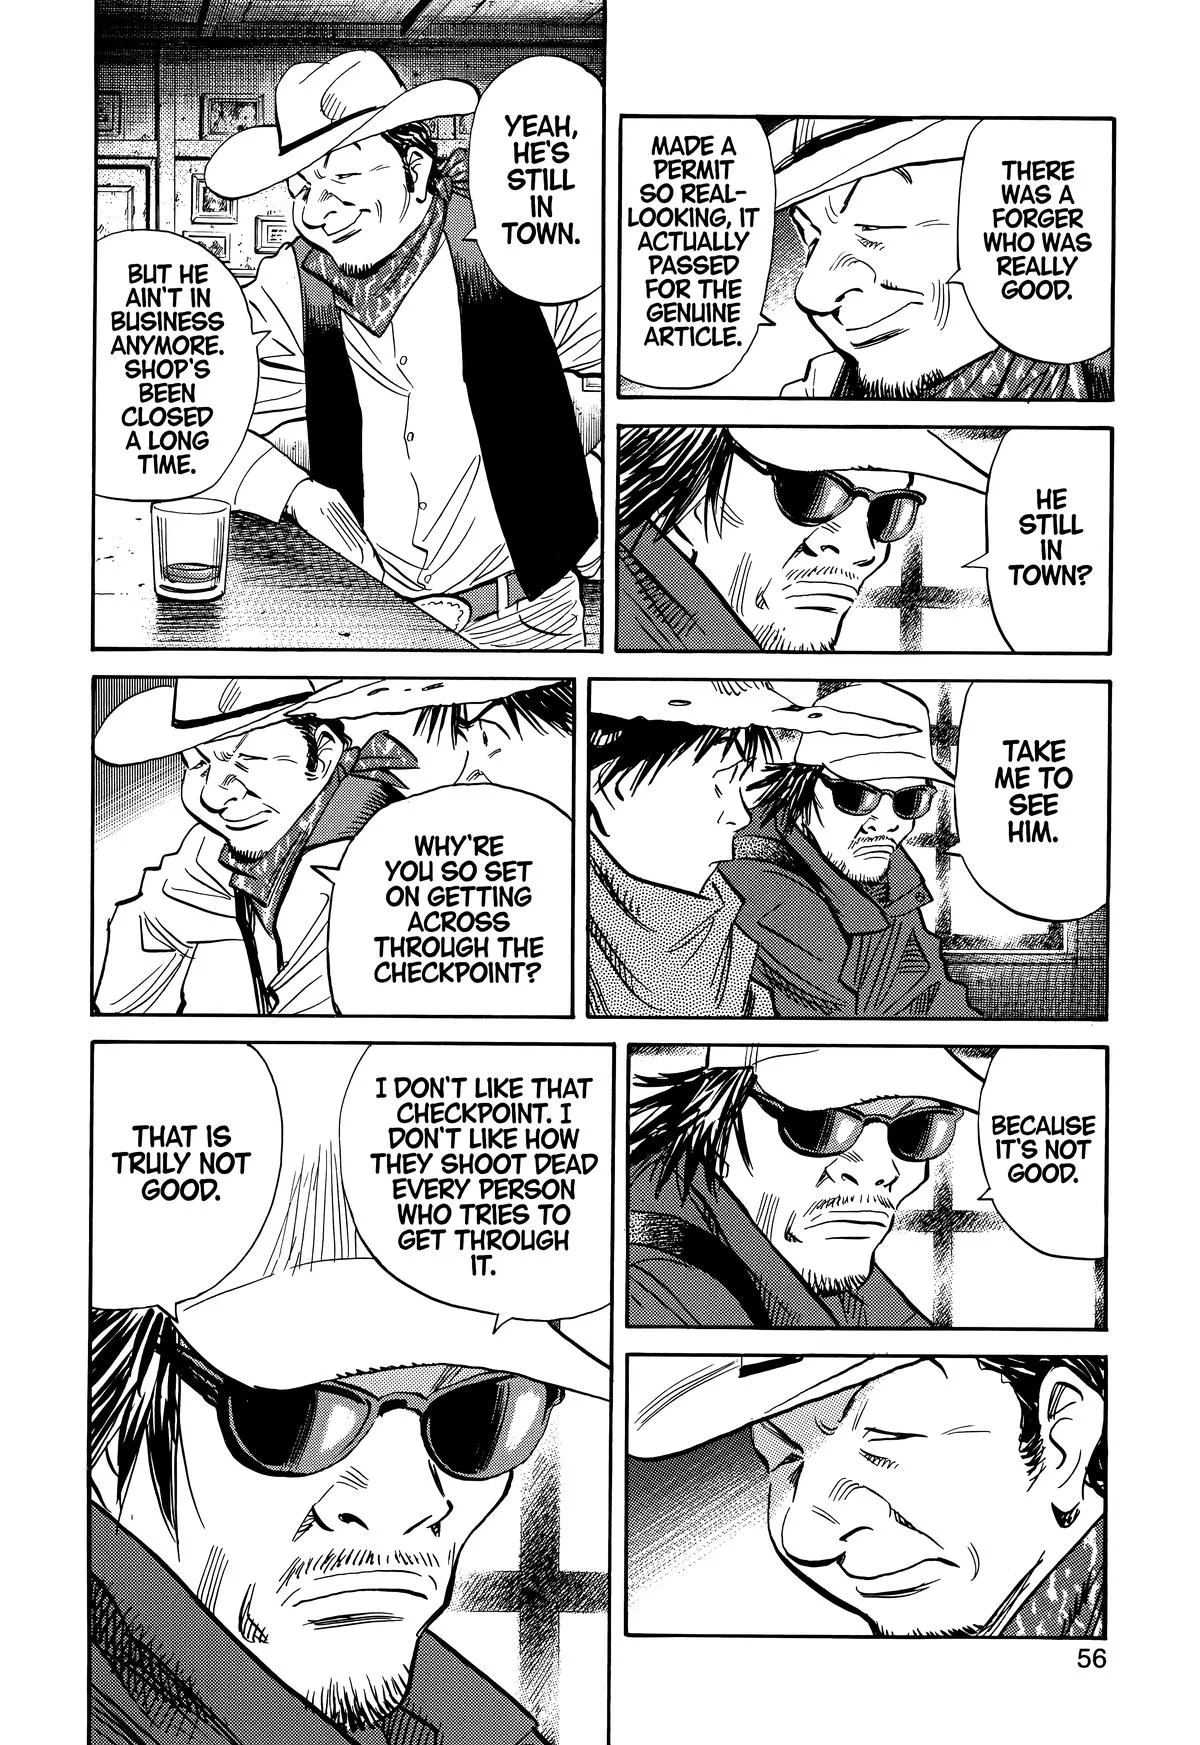 THERE
WAS A
FORGER
WHO WAS
REALLY
GOOD.
MADE A
PERMIT
SO REAL-
LOOKING, IT
ACTUALLY
PASSED
FOR THE
GENUINE
ARTICLE.
HE
STILL
IN
TOWN?
YEAH,
HE'S
STILL
IN
TOWN.
BUT HE
AIN'T IN
BUSINESS
ANYMORE.
SHOP'S
BEEN
CLOSED
A LONG
TIME.
TAKE
ME TO
SEE
HIM.
WHY'RE
YOU SO SET
ON GETTING
ACROSS
THROUGH THE
CHECKPOINT?
BECAUSE
IT'S NOT
GOOD.
I DON'T LIKE THAT
CHECKPOINT. I
DON'T LIKE HOW
THEY SHOOT DEAD
EVERY PERSON
WHO TRIES TO
GET THROUGH
IT.
THAT IS
TRULY NOT
GOOD.
56